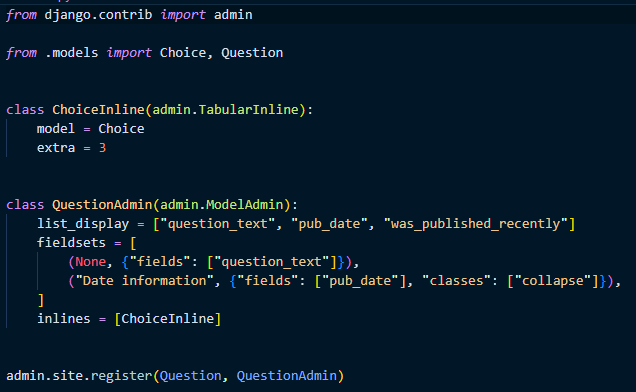 from django.contrib import admin
from .models import Choice, Question
class ChoiceInline(admin.TabularInline):
    model = Choice
    extra = 3
class QuestionAdmin(admin.ModelAdmin):
    list_display = ["question_text", "pub_date", "was_published_recently"]
    fieldsets = [
        (None, {"fields": ["question_text"]}),
        ("Date information", {"fields": ["pub_date"], "classes": ["collapse"]}),
    ]
    inlines = [ChoiceInline]
admin.site.register(Question, QuestionAdmin)